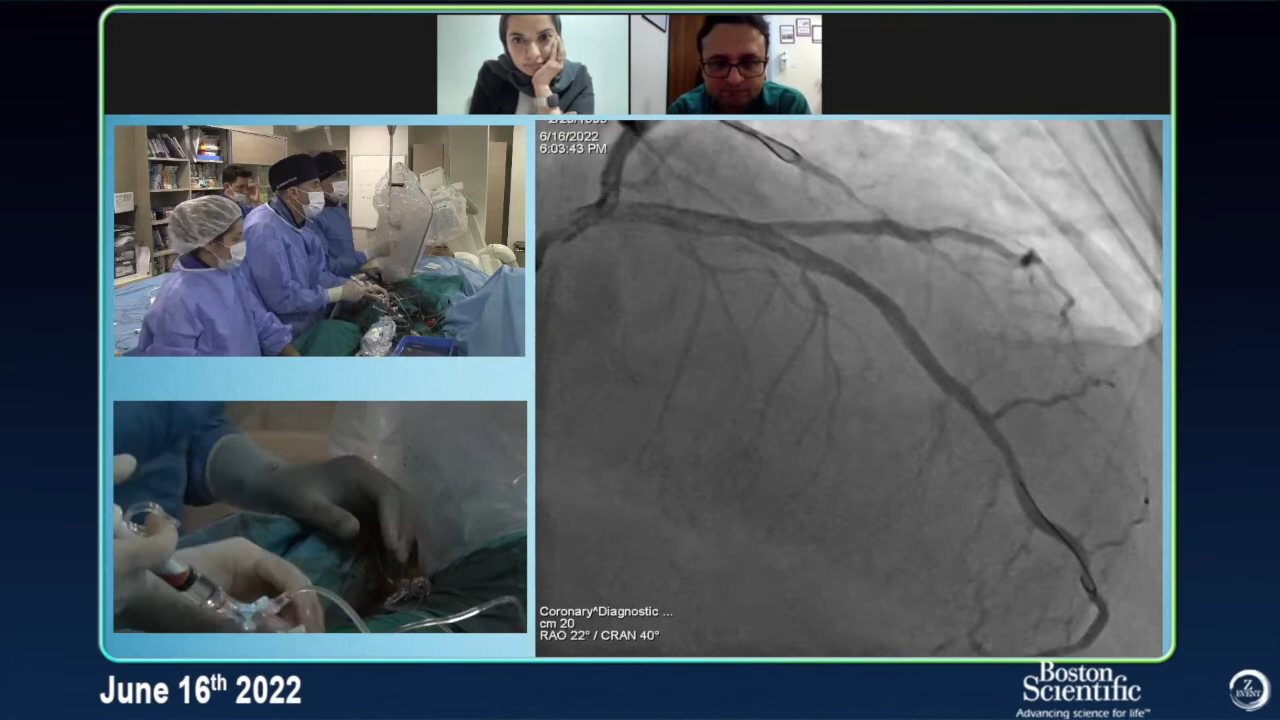 6/16/2022
6:03:43 PM
Coronary^Diagnostic ...
cm 20
RAO 22° / CRAN 40°
June 16th 2022
Boston
Scientific
Advancing science for life™
Z
EVENT